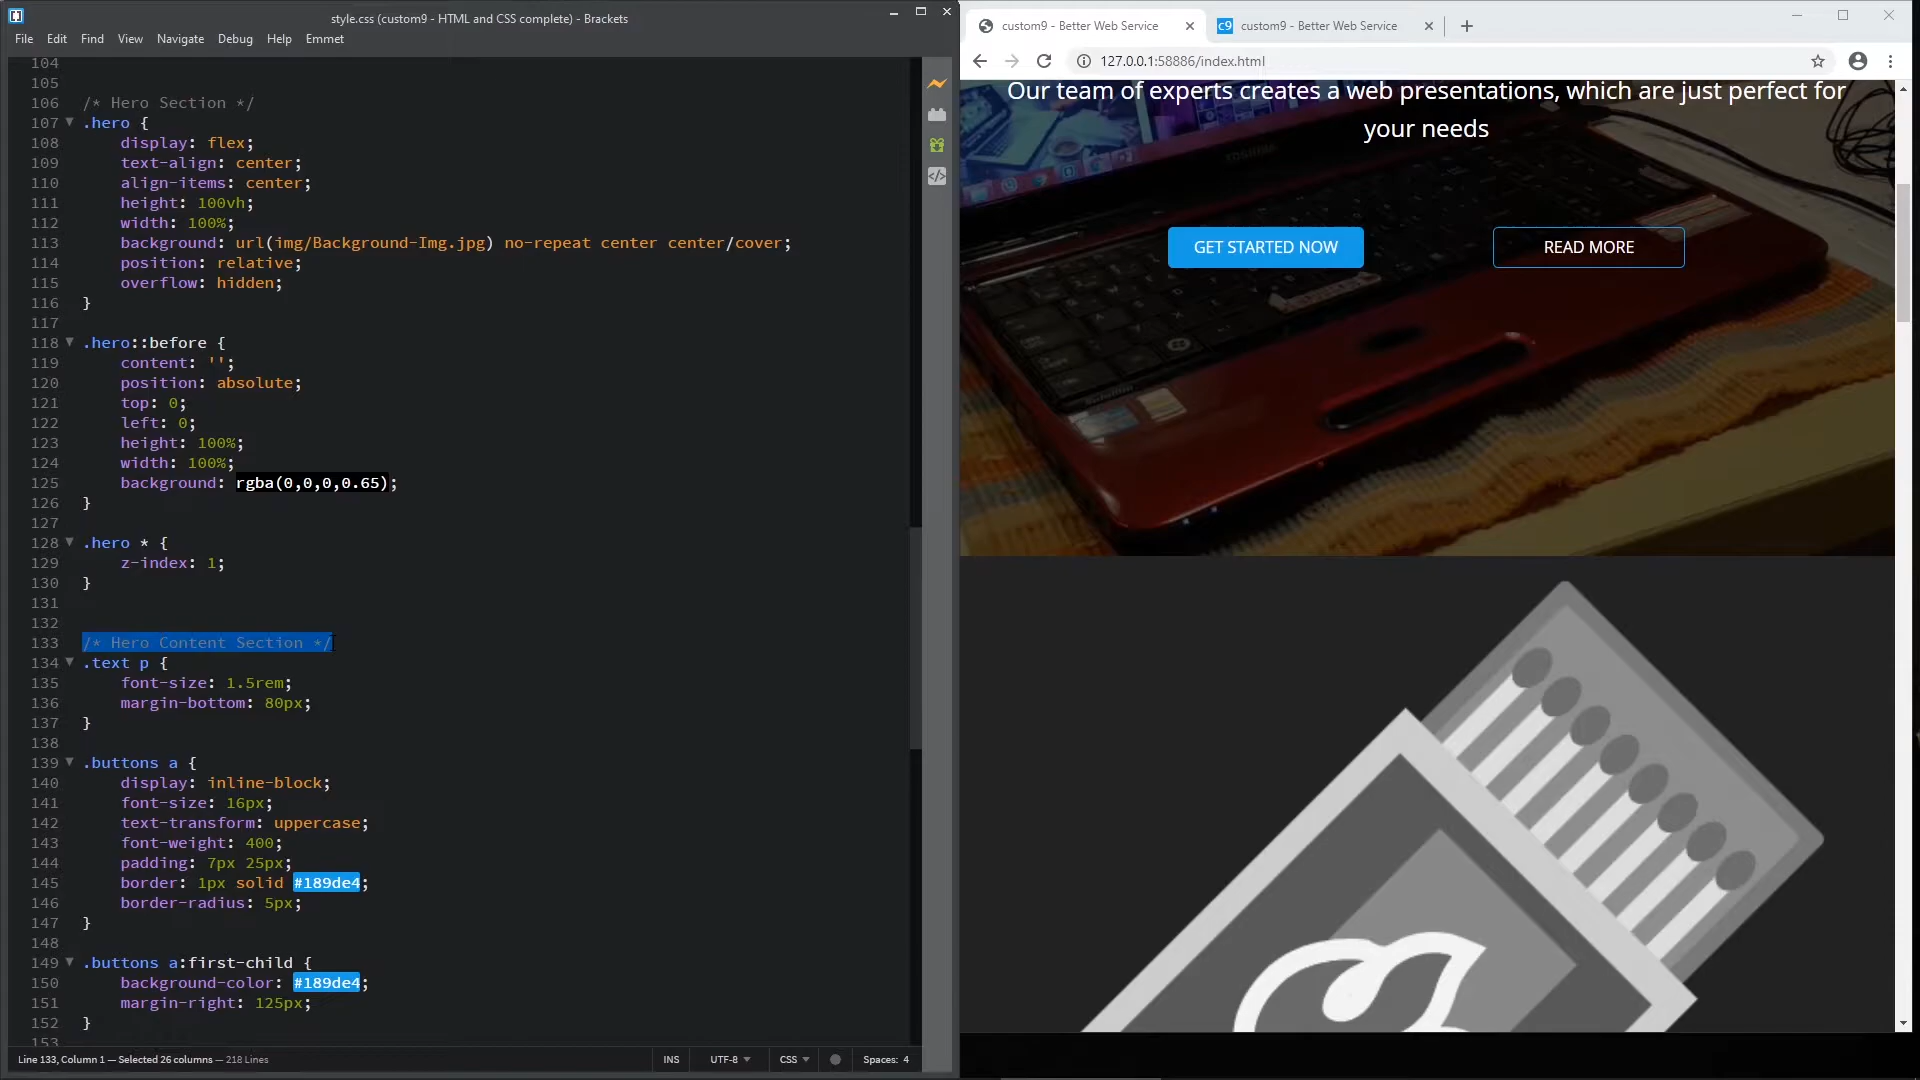 style.css (custom9 - HTML and CSS complete) - Brackets
File Edit Find View Navigate Debug Help Emmet
104
105
106 /* Hero Section */
107 .hero {
108 display: flex;
109 text-align: center;
110 align-items: center;
111 height: 100vh;
112 width: 100%;
113 background: url(img/Background-Img.jpg) no-repeat center center/cover;
114 position: relative;
115 overflow: hidden;
116 }
117
118 .hero::before {
119 content: '';
120 position: absolute;
121 top: 0;
122 left: 0;
123 height: 100%;
124 width: 100%;
125 background: rgba(0,0,0,0.65);
126 }
127
128 .hero * {
129 z-index: 1;
130 }
131
132
133 /* Hero Content Section */
134 .text p {
135 font-size: 1.5rem;
136 margin-bottom: 80px;
137 }
138
139 .buttons a {
140 display: inline-block;
141 font-size: 16px;
142 text-transform: uppercase;
143 font-weight: 400;
144 padding: 7px 25px;
145 border: 1px solid #189de4;
146 border-radius: 5px;
147 }
148
149 .buttons a:first-child {
150 background-color: #189de4;
151 margin-right: 125px;
152 }
153
Line 133, Column 1 — Selected 26 columns — 218 Lines
INS UTF-8 CSS Spaces: 4
custom9 - Better Web Service
c9 custom9 - Better Web Service
127.0.0.1:58886/index.html
Our team of experts creates a web presentations, which are just perfect for
your needs
TOSHIBA
GET STARTED NOW
READ MORE